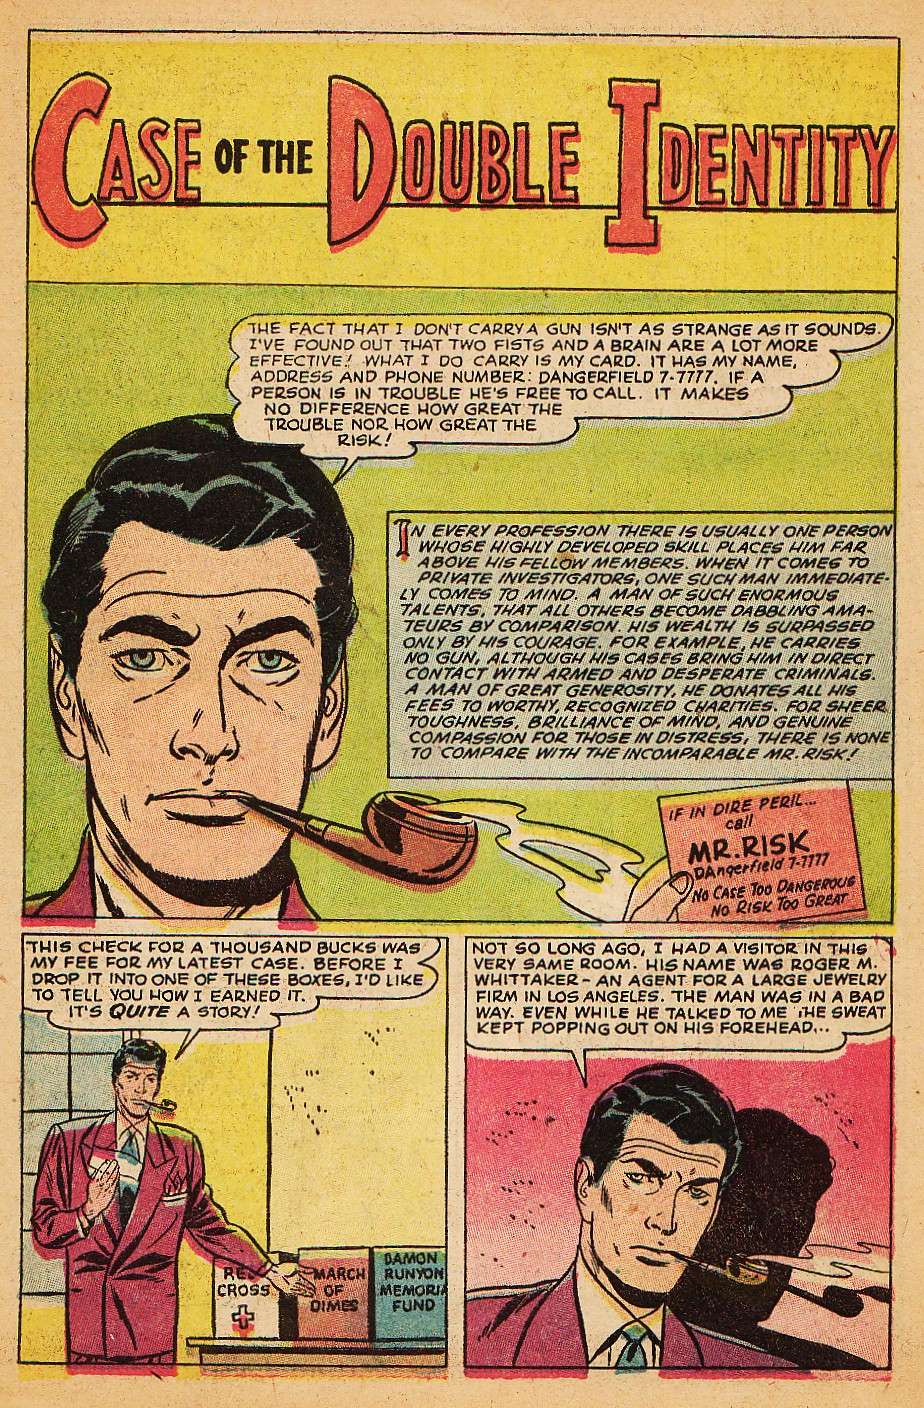 CASE OF THE DOUBLE IDENTITY
THE FACT THAT I DON'T CARRY A GUN ISN'T AS STRANGE AS IT SOUNDS.
I'VE FOUND OUT THAT TWO FISTS AND A BRAIN ARE A LOT MORE
EFFECTIVE! WHAT I DO CARRY IS MY CARD. IT HAS MY NAME,
ADDRESS AND PHONE NUMBER: DANGERFIELD 7-7777. IF A
PERSON IS IN TROUBLE HE'S FREE TO CALL. IT MAKES
NO DIFFERENCE HOW GREAT THE
TROUBLE NOR HOW GREAT THE
RISK!
IN EVERY PROFESSION THERE IS USUALLY ONE PERSON
WHOSE HIGHLY DEVELOPED SKILL PLACES HIM FAR
ABOVE HIS FELLOW MEMBERS. WHEN IT COMES TO
PRIVATE INVESTIGATORS, ONE SUCH MAN IMMEDIATE-
LY COMES TO MIND. A MAN OF SUCH ENORMOUS
TALENTS, THAT ALL OTHERS BECOME DABBLING AMA-
TEURS BY COMPARISON. HIS WEALTH IS SURPASSED
ONLY BY HIS COURAGE. FOR EXAMPLE, HE CARRIES
NO GUN, ALTHOUGH HIS CASES BRING HIM IN DIRECT
CONTACT WITH ARMED AND DESPERATE CRIMINALS.
A MAN OF GREAT GENEROSITY, HE DONATES ALL HIS
FEES TO WORTHY, RECOGNIZED CHARITIES. FOR SHEER
TOUGHNESS, BRILLIANCE OF MIND, AND GENUINE
COMPASSION FOR THOSE IN DISTRESS, THERE IS NONE
TO COMPARE WITH THE INCOMPARABLE MR. RISK!
IF IN DIRE PERIL...
call
MR. RISK
DAngerfield 7-7777
NO CASE TOO DANGEROUS
NO RISK TOO GREAT
THIS CHECK FOR A THOUSAND BUCKS WAS
MY FEE FOR MY LATEST CASE. BEFORE I
DROP IT INTO ONE OF THESE BOXES, I'D LIKE
TO TELL YOU HOW I EARNED IT.
IT'S QUITE A STORY!
RED
CROSS
MARCH
OF
DIMES
DAMON
RUNYON
MEMORIAL
FUND
NOT SO LONG AGO, I HAD A VISITOR IN THIS
VERY SAME ROOM. HIS NAME WAS ROGER M.
WHITTAKER - AN AGENT FOR A LARGE JEWELRY
FIRM IN LOS ANGELES. THE MAN WAS IN A BAD
WAY. EVEN WHILE HE TALKED TO ME THE SWEAT
KEPT POPPING OUT ON HIS FOREHEAD...